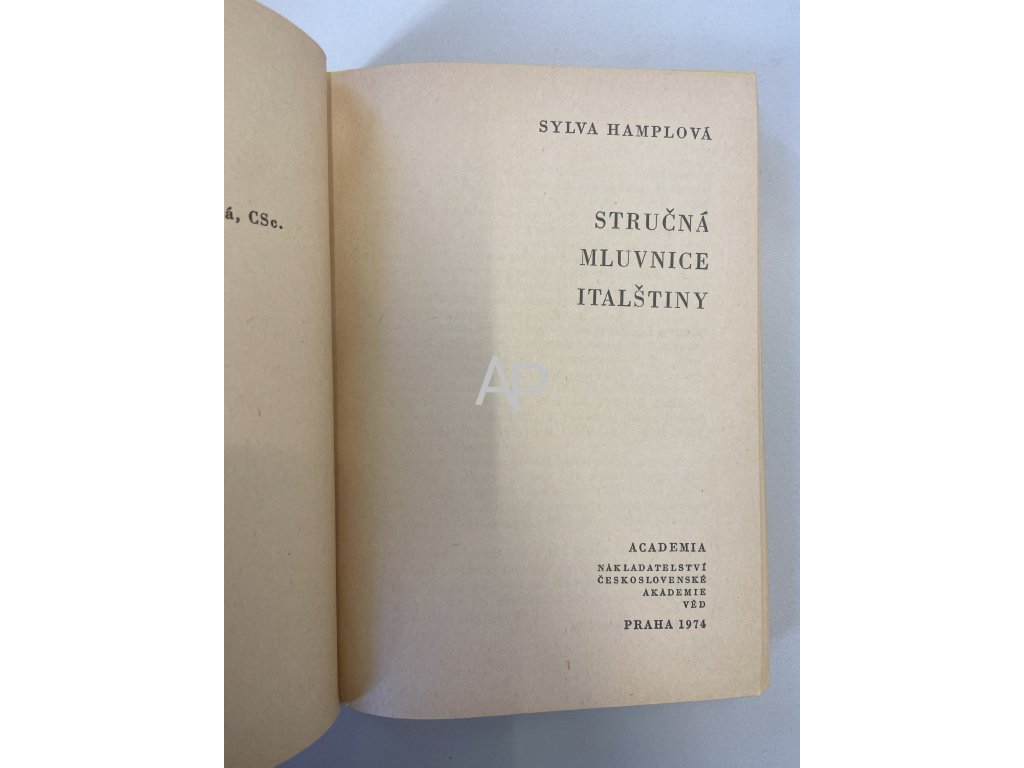 á, CSc.
SYLVA HAMPLOVÁ
STRUČNÁ
MLUVNICE
ITALŠTINY
AP
ACADEMIA
NAKLADATELSTVÍ
ČESKOSLOVENSKÉ
AKADEMIE
VĚD
PRAHA 1974